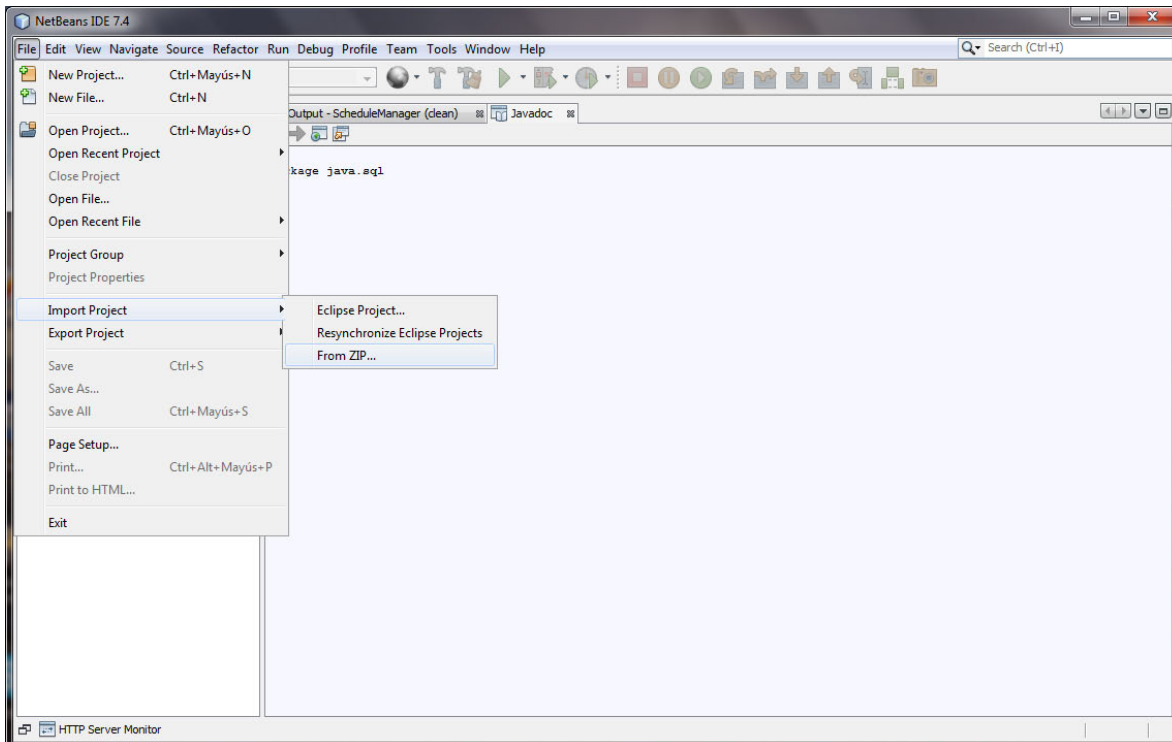 NetBeans IDE 7.4
File Edit View Navigate Source Refactor Run Debug Profile Team Tools Window Help
Search (Ctrl+I)
New Project... Ctrl+Mayús+N
New File... Ctrl+N
Open Project... Ctrl+Mayús+O
Open Recent Project
Close Project
Open File...
Open Recent File
Project Group
Project Properties
Import Project
Export Project
Save Ctrl+S
Save As...
Save All Ctrl+Mayús+S
Page Setup...
Print... Ctrl+Alt+Mayús+P
Print to HTML...
Exit
Eclipse Project...
Resynchronize Eclipse Projects
From ZIP...
Output - ScheduleManager (clean) Javadoc
kage java.sql
HTTP Server Monitor